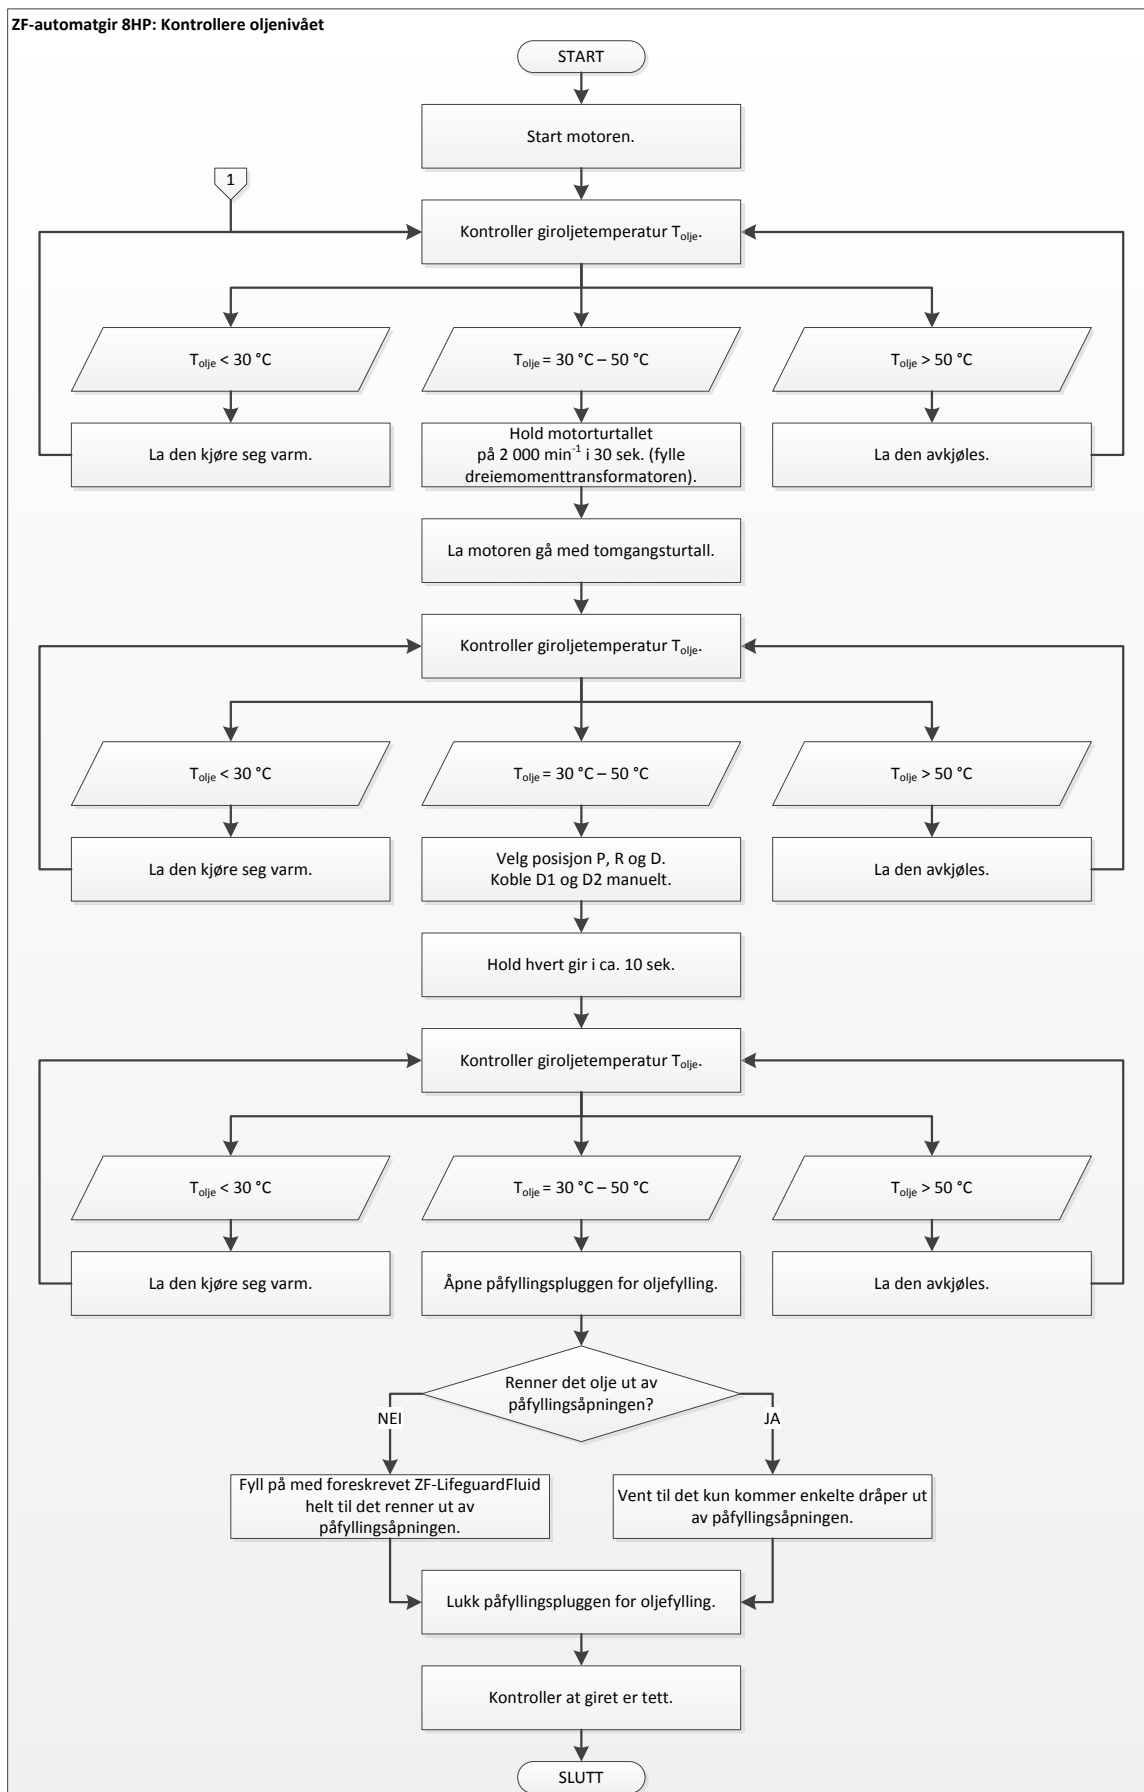 ZF-automatgir 8HP: Kontrollere oljenivået
START
Start motoren.
1
Kontroller giroljetemperatur Tolje.
Tolje < 30 °C
Tolje = 30 °C – 50 °C
Tolje > 50 °C
La den kjøre seg varm.
Hold motorturtallet
på 2 000 min-1 i 30 sek. (fylle
dreiemomenttransformatoren).
La den avkjøles.
La motoren gå med tomgangsturtall.
Kontroller giroljetemperatur Tolje.
Tolje < 30 °C
Tolje = 30 °C – 50 °C
Tolje > 50 °C
La den kjøre seg varm.
Velg posisjon P, R og D.
Koble D1 og D2 manuelt.
La den avkjøles.
Hold hvert gir i ca. 10 sek.
Kontroller giroljetemperatur Tolje.
Tolje < 30 °C
Tolje = 30 °C – 50 °C
Tolje > 50 °C
La den kjøre seg varm.
Åpne påfyllingspluggen for oljefylling.
La den avkjøles.
Renner det olje ut av
påfyllingsåpningen?
NEI
JA
Fyll på med foreskrevet ZF-LifeguardFluid
helt til det renner ut av
påfyllingsåpningen.
Vent til det kun kommer enkelte dråper ut
av påfyllingsåpningen.
Lukk påfyllingspluggen for oljefylling.
Kontroller at giret er tett.
SLUTT